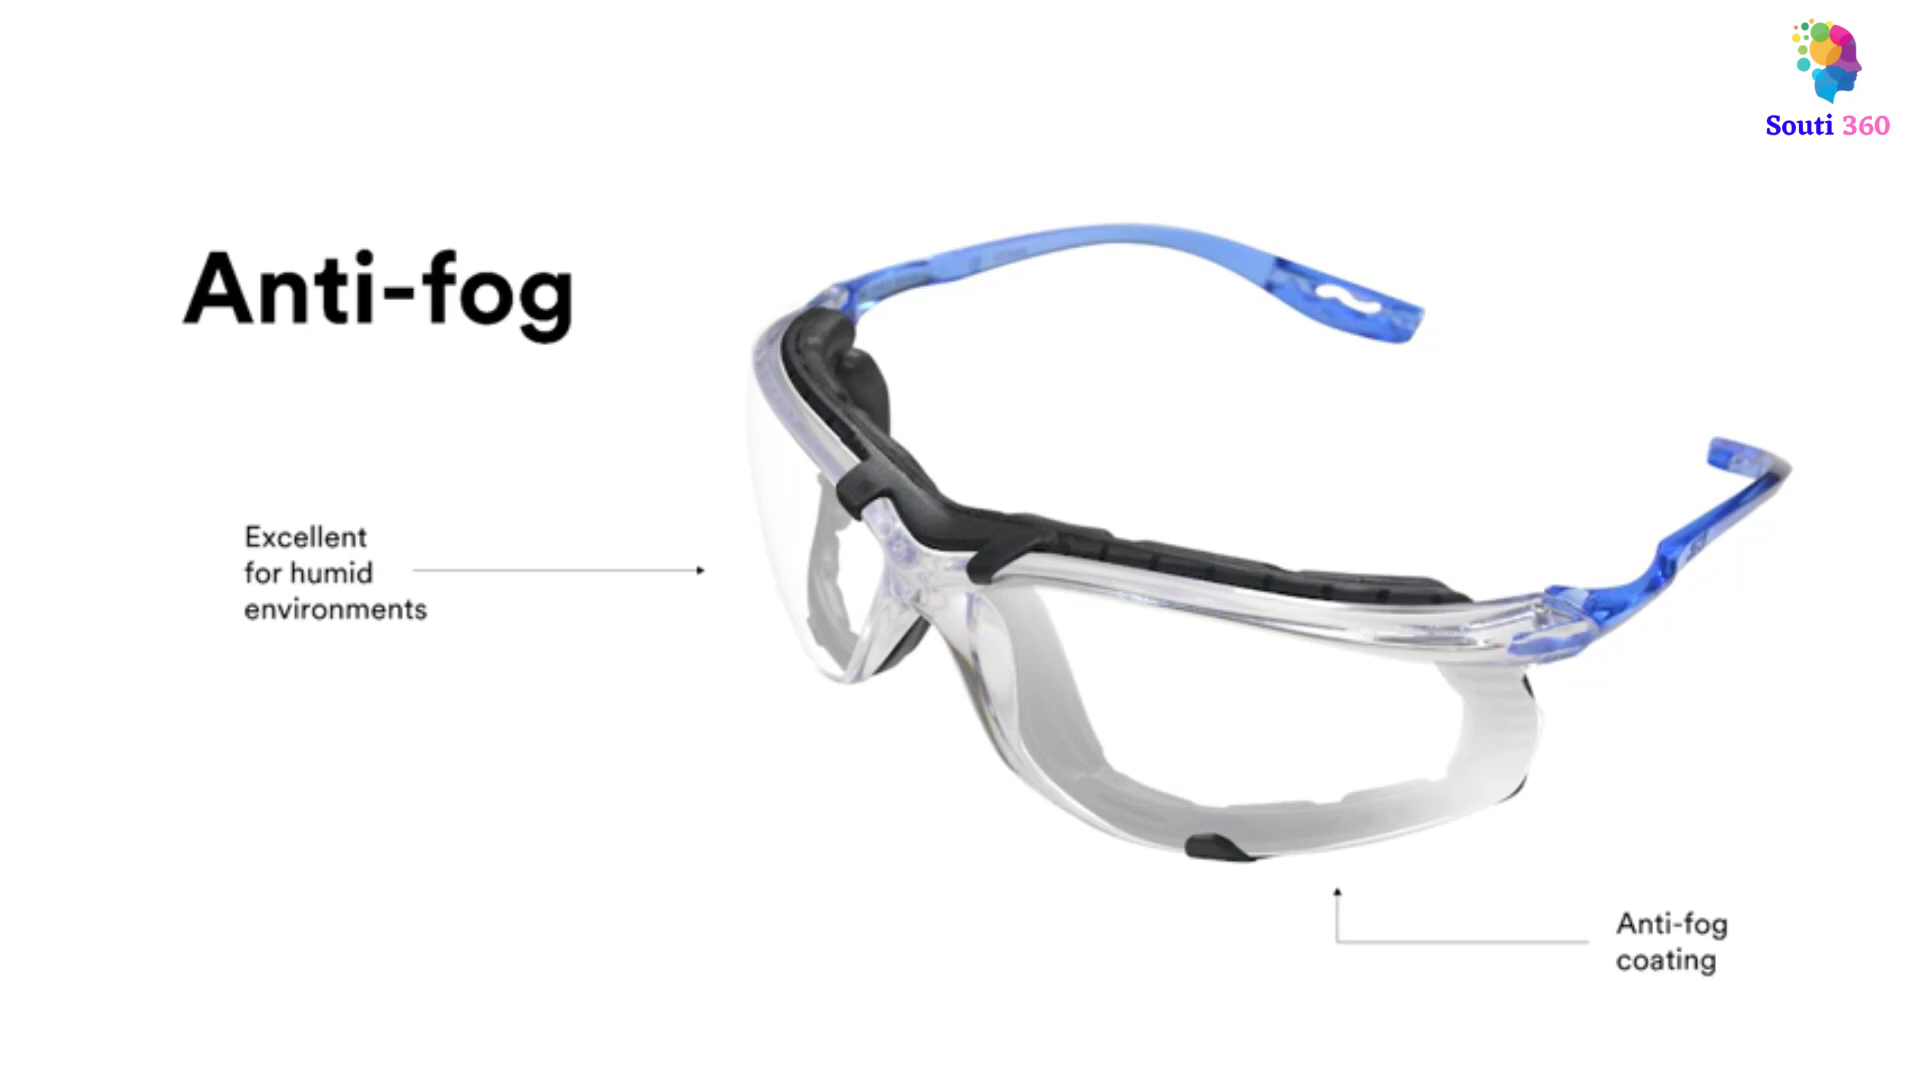 Souti 360
Anti-fog
Excellent
for humid
environments
Anti-fog
coating